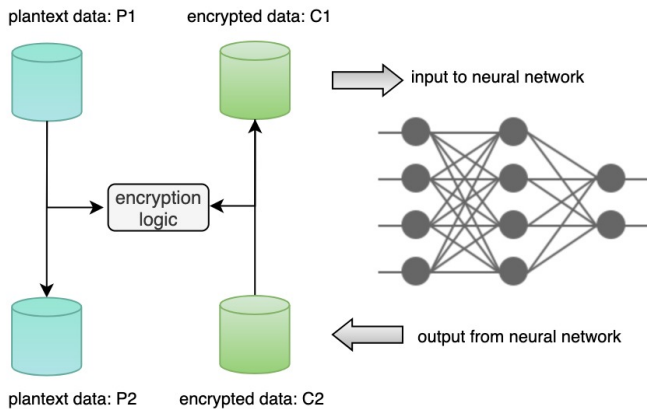 plantext data: P1
encrypted data: C1
input to neural network
encryption
logic
output from neural network
plantext data: P2
encrypted data: C2